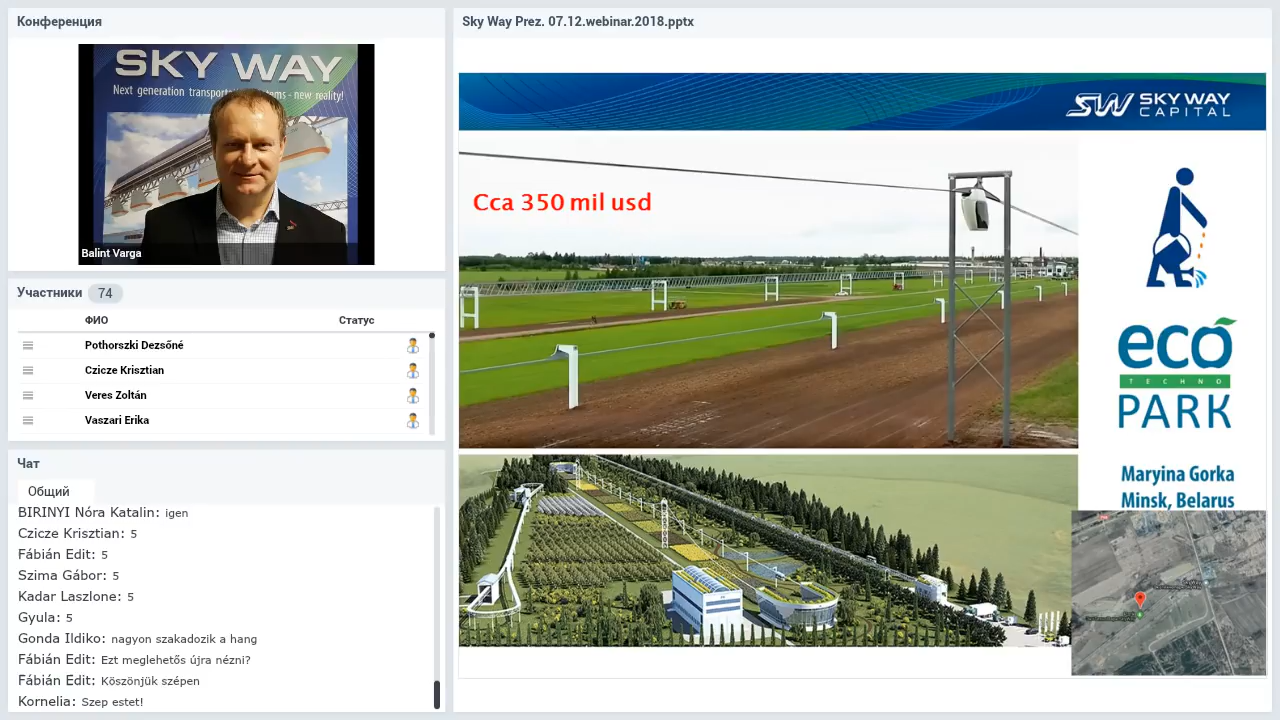 Конференция
SKY WAY
Next generation transporta
ems - new reality!
Balint Varga
Участники 74
ФИО Статус
Pothorszki Dezsőné
Czicze Krisztian
Veres Zoltán
Vaszari Erika
Чат
Общий
BIRINYI Nóra Katalin: igen
Czicze Krisztian: 5
Fábián Edit: 5
Szima Gábor: 5
Kadar Laszlone: 5
Gyula: 5
Gonda Ildiko: nagyon szakadozik a hang
Fábián Edit: Ezt meglehetős újra nézni?
Fábián Edit: Köszönjük szépen
Kornelia: Szep estet!
Sky Way Prez. 07.12.webinar.2018.pptx
SW SKY WAY
CAPITAL
Cca 350 mil usd
eco
TECHNO
PARK
Maryina Gorka
Minsk, Belarus